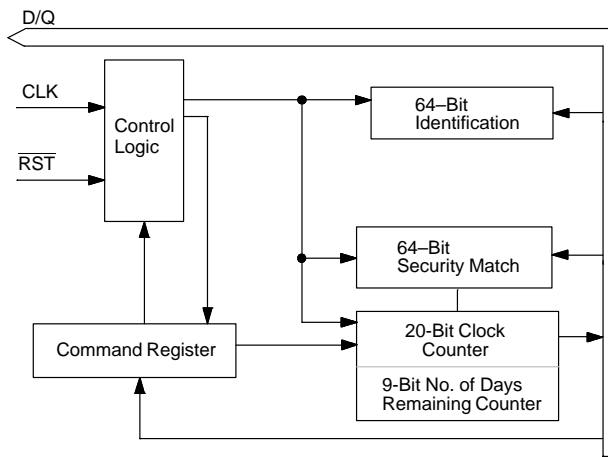 D/Q
CLK
RST
Control
Logic
64–Bit
Identification
64–Bit
Security Match
Command Register
20-Bit Clock
Counter
9-Bit No. of Days
Remaining Counter